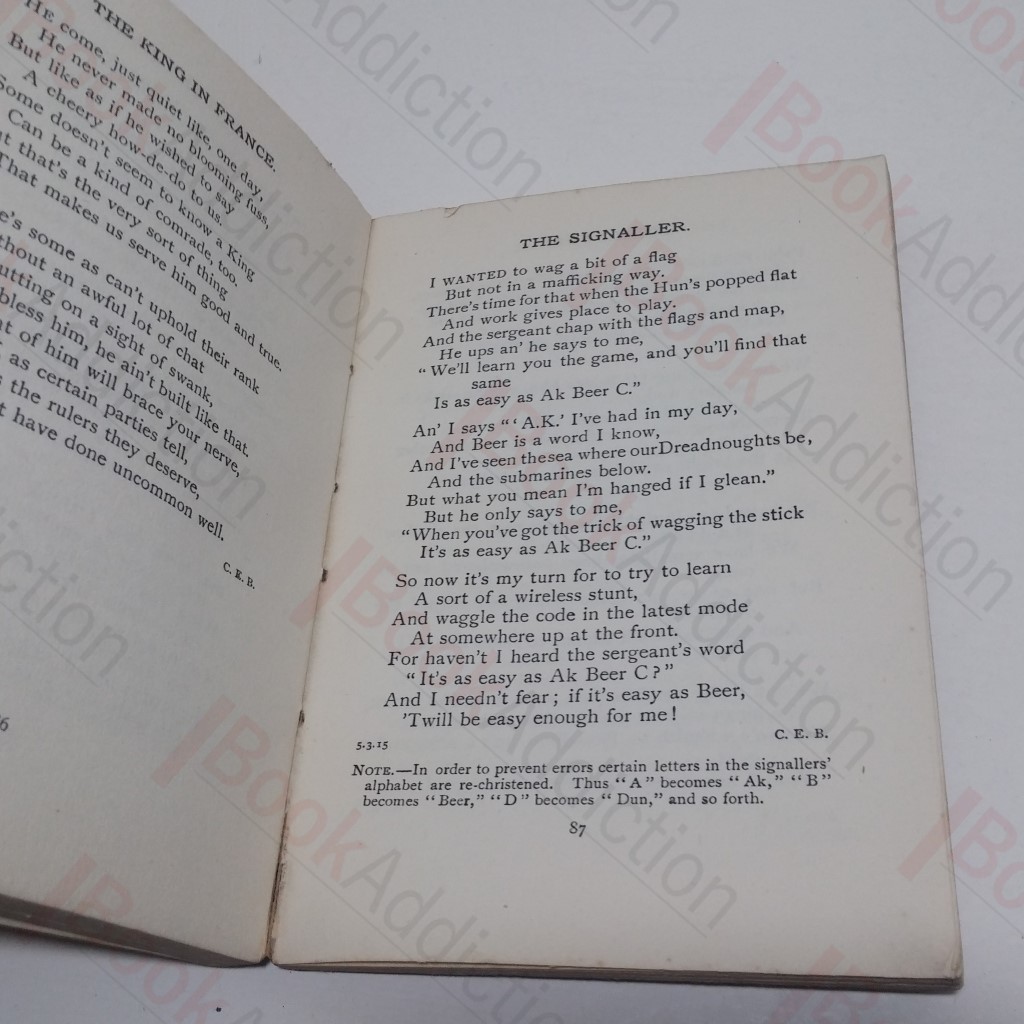 THE KING IN FRANCE.
HE come, just quiet like, one day,
He never made no blooming fuss,
But like as if he wished to say
A cheery how-de-do to us.
Some doesn't seem to know, a King
Can be a kind of comrade, too.
that's the very sort of thing
That makes us serve him good and true.
some as can't uphold their rank
an awful lot of chat
putting on a sight of swank,
bless him, he ain't built like that.
of him will brace your nerve,
as certain parties tell,
the rulers they deserve,
have done uncommon well.
C. E. B.
THE SIGNALLER.
I WANTED to wag a bit of a flag
But not in a mafficking way.
There's time for that when the Hun's popped flat
And work gives place to play.
And the sergeant chap with the flags and map,
He ups an' he says to me,
"We'll learn you the game, and you'll find that
same
Is as easy as Ak Beer C."
An' I says "'A.K.' I've had in my day,
And Beer is a word I know,
And I've seen the sea where our Dreadnoughts be,
And the submarines below.
But what you mean I'm hanged if I glean."
But he only says to me,
"When you've got the trick of wagging the stick
It's as easy as Ak Beer C."
So now it's my turn for to try to learn
A sort of a wireless stunt,
And waggle the code in the latest mode
At somewhere up at the front.
For haven't I heard the sergeant's word
"It's as easy as Ak Beer C?"
And I needn't fear; if it's easy as Beer,
'Twill be easy enough for me!
C. E. B.
5.3.15
NOTE.—In order to prevent errors certain letters in the signallers'
alphabet are re-christened. Thus "A" becomes "Ak," "B"
becomes "Beer," "D" becomes "Dun," and so forth.
87
BookAddiction